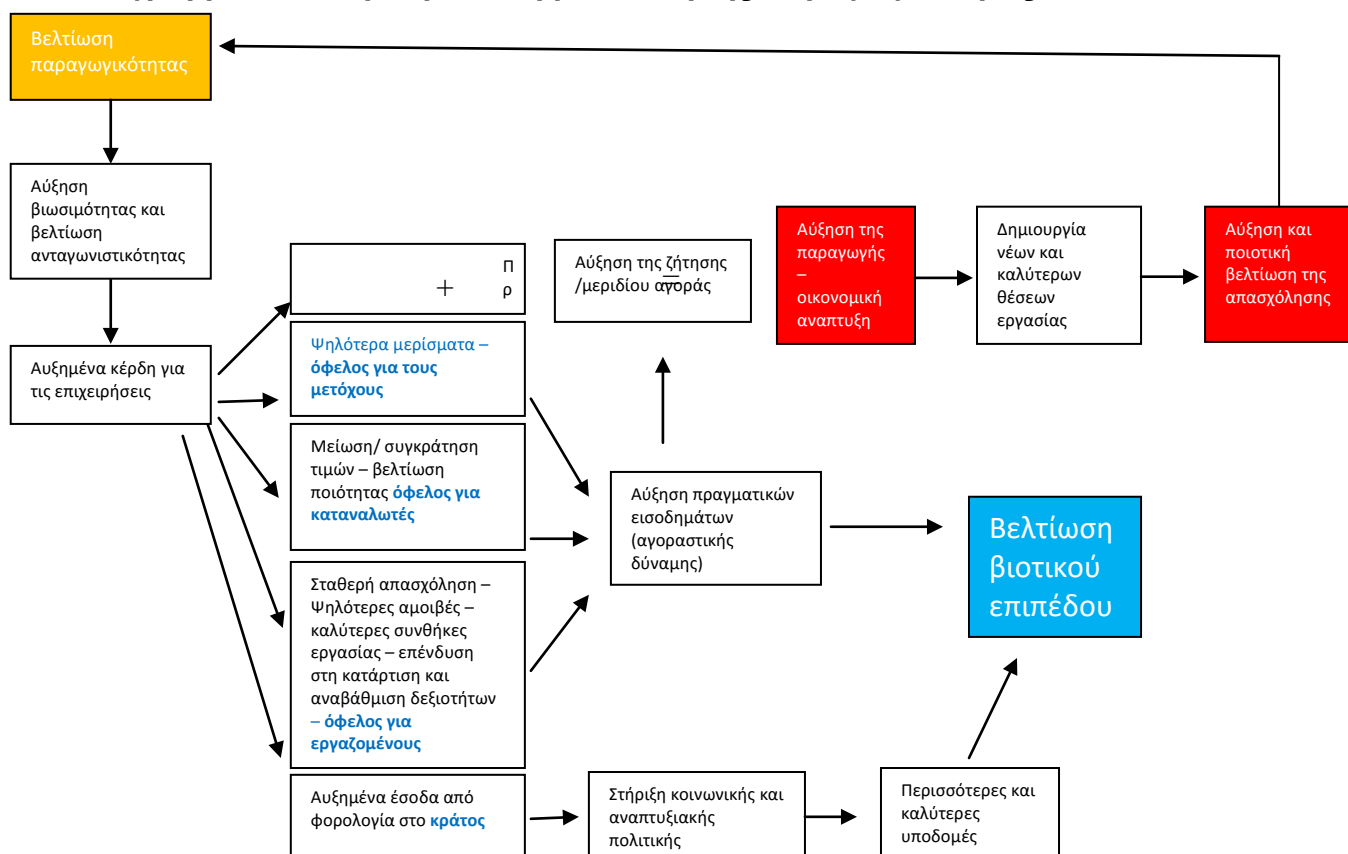 Βελτίωση
παραγωγικότητας
Αύξηση
βιωσιμότητας και
βελτίωση
ανταγωνιστικότητας
Αυξημένα κέρδη για
τις επιχειρήσεις
+
Π
ρ
Ψηλότερα μερίσματα –
όφελος για τους
μετόχους
Μείωση/ συγκράτηση
τιμών – βελτίωση
ποιότητας όφελος για
καταναλωτές
Σταθερή απασχόληση –
Ψηλότερες αμοιβές –
καλύτερες συνθήκες
εργασίας – επένδυση
στη κατάρτιση και
αναβάθμιση δεξιοτήτων
– όφελος για
εργαζομένους
Αυξημένα έσοδα από
φορολογία στο κράτος
Αύξηση της ζήτησης
/μεριδίου αγοράς
=
Αύξηση πραγματικών
εισοδημάτων
(αγοραστικής
δύναμης)
Στήριξη κοινωνικής και
αναπτυξιακής
πολιτικής
Αύξηση της
παραγωγής
–
οικονομική
αναπτυξη
Δημιουργία
νέων και
καλύτερων
θέσεων
εργασίας
Αύξηση και
ποιοτική
βελτίωση της
απασχόλησης
Βελτίωση
βιοτικού
επιπέδου
Περισσότερες και
καλύτερες
υποδομές